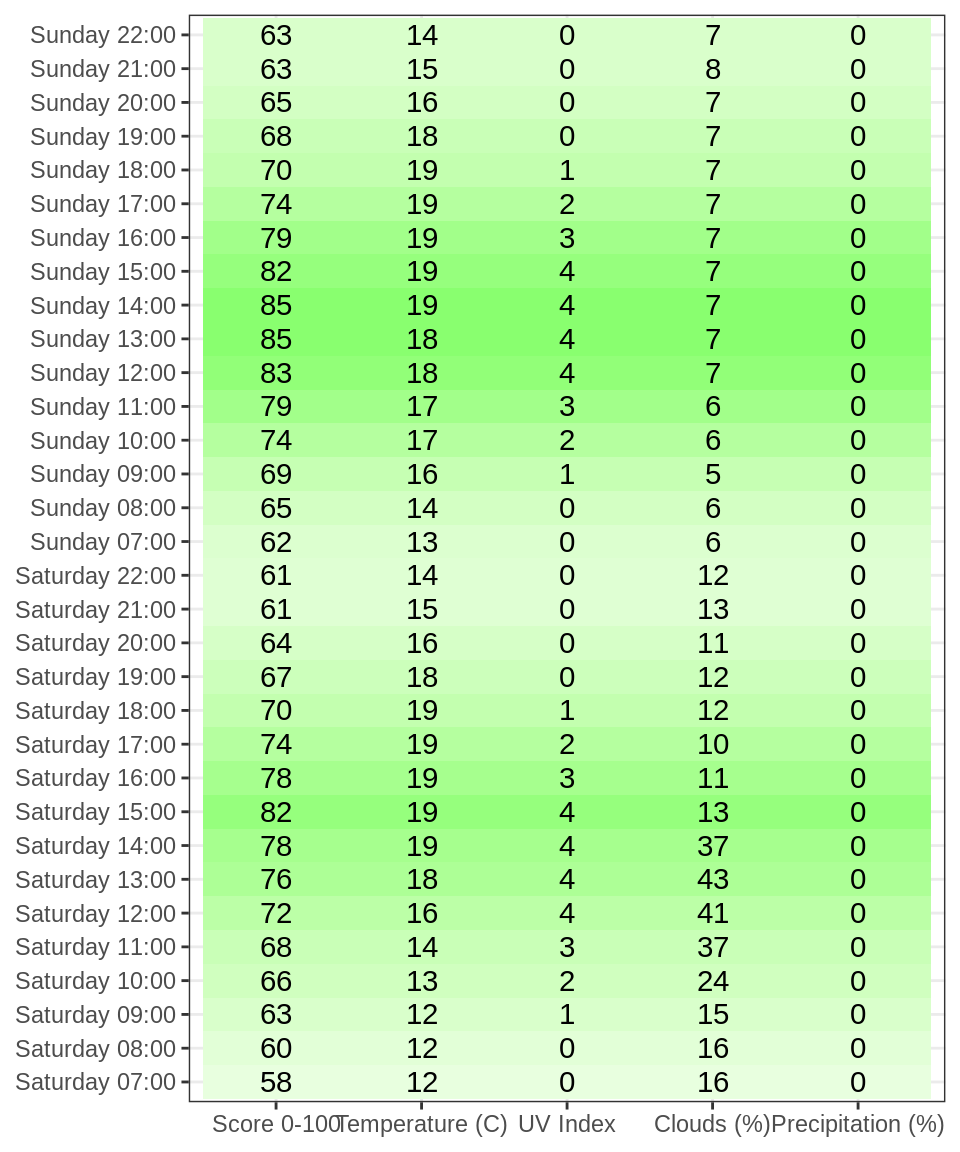 Sunday 22:00 63 14 0 7 0
Sunday 21:00 63 15 0 8 0
Sunday 20:00 65 16 0 7 0
Sunday 19:00 68 18 0 7 0
Sunday 18:00 70 19 1 7 0
Sunday 17:00 74 19 2 7 0
Sunday 16:00 79 19 3 7 0
Sunday 15:00 82 19 4 7 0
Sunday 14:00 85 19 4 7 0
Sunday 13:00 85 18 4 7 0
Sunday 12:00 83 18 4 7 0
Sunday 11:00 79 17 3 6 0
Sunday 10:00 74 17 2 6 0
Sunday 09:00 69 16 1 5 0
Sunday 08:00 65 14 0 6 0
Sunday 07:00 62 13 0 6 0
Saturday 22:00 61 14 0 12 0
Saturday 21:00 61 15 0 13 0
Saturday 20:00 64 16 0 11 0
Saturday 19:00 67 18 0 12 0
Saturday 18:00 70 19 1 12 0
Saturday 17:00 74 19 2 10 0
Saturday 16:00 78 19 3 11 0
Saturday 15:00 82 19 4 13 0
Saturday 14:00 78 19 4 37 0
Saturday 13:00 76 18 4 43 0
Saturday 12:00 72 16 4 41 0
Saturday 11:00 68 14 3 37 0
Saturday 10:00 66 13 2 24 0
Saturday 09:00 63 12 1 15 0
Saturday 08:00 60 12 0 16 0
Saturday 07:00 58 12 0 16 0
Score 0-100 Temperature (C) UV Index Clouds (%) Precipitation (%)